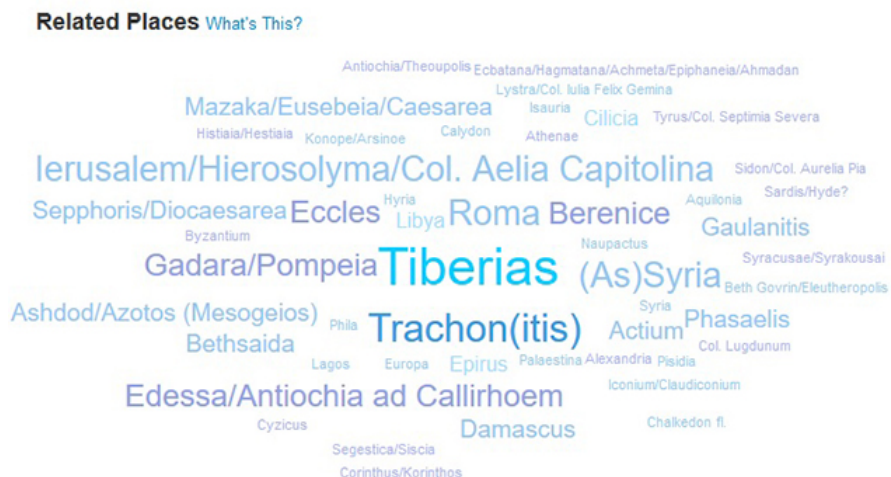 Related Places What's This?
Antiochia/Theoupolis Ecbatana/Hagmatana/Achmeta/Epiphaneia/Ahmadan
Lystra/Col. Iulia Felix Gemina
Mazaka/Eusebeia/Caesarea Isauria Cilicia Tyrus/Col. Septimia Severa
Histiaia/Hestiaia Konope/Arsinoe Calydon Athenae
Ierusalem/Hierosolyma/Col. Aelia Capitolina Sidon/Col. Aurelia Pia
Sardis/Hyde?
Sepphoris/Diocaesarea Eccles Hyria Libya Roma Berenice Aquilonia Gaulanitis
Byzantium Naupactus
Gadara/Pompeia Tiberias (As)Syria Syracusae/Syrakousai
Beth Govrin/Eleutheropolis
Ashdod/Azotos (Mesogeios) Phila Trachon(itis) Syria Actium Phasaelis
Bethsaida Col. Lugdunum
Lagos Europa Epirus Palaestina Alexandria Pisidia
Edessa/Antiochia ad Callirhoem Iconium/Claudiconium
Cyzicus Damascus Chalkedon fl.
Segestica/Siscia
Corinthus/Korinthos